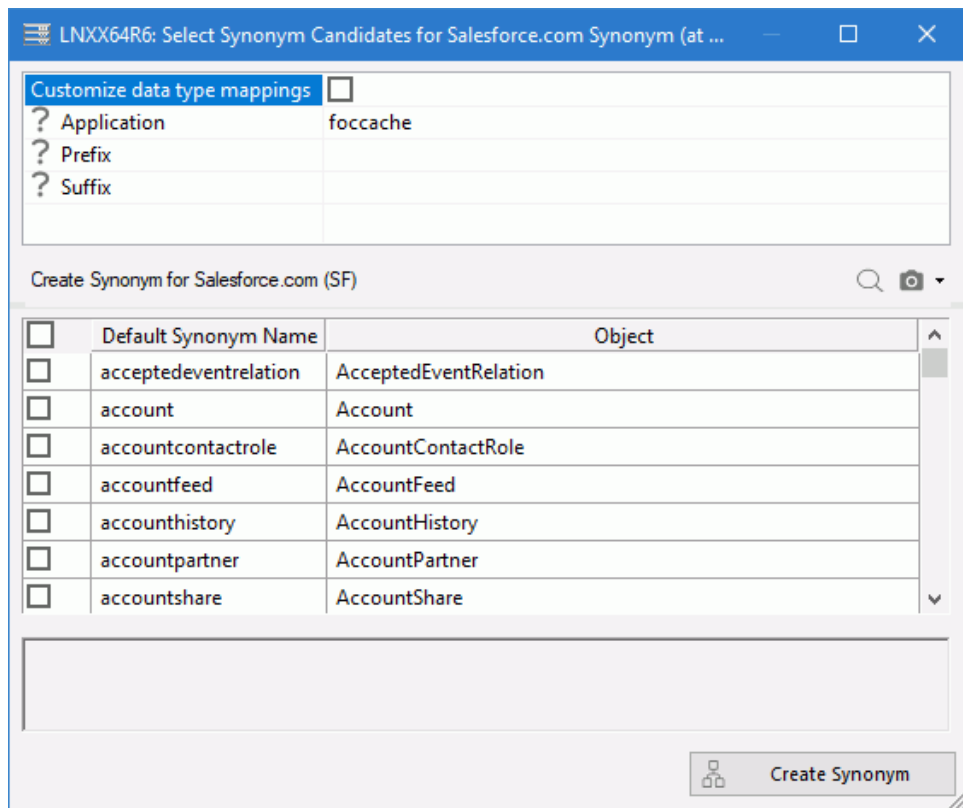 LNXX64R6: Select Synonym Candidates for Salesforce.com Synonym (at ...
Customize data type mappings
? Application foccache
? Prefix
? Suffix
Create Synonym for Salesforce.com (SF)
Default Synonym Name Object
acceptedeventrelation AcceptedEventRelation
account Account
accountcontactrole AccountContactRole
accountfeed AccountFeed
accounthistory AccountHistory
accountpartner AccountPartner
accountshare AccountShare
Create Synonym